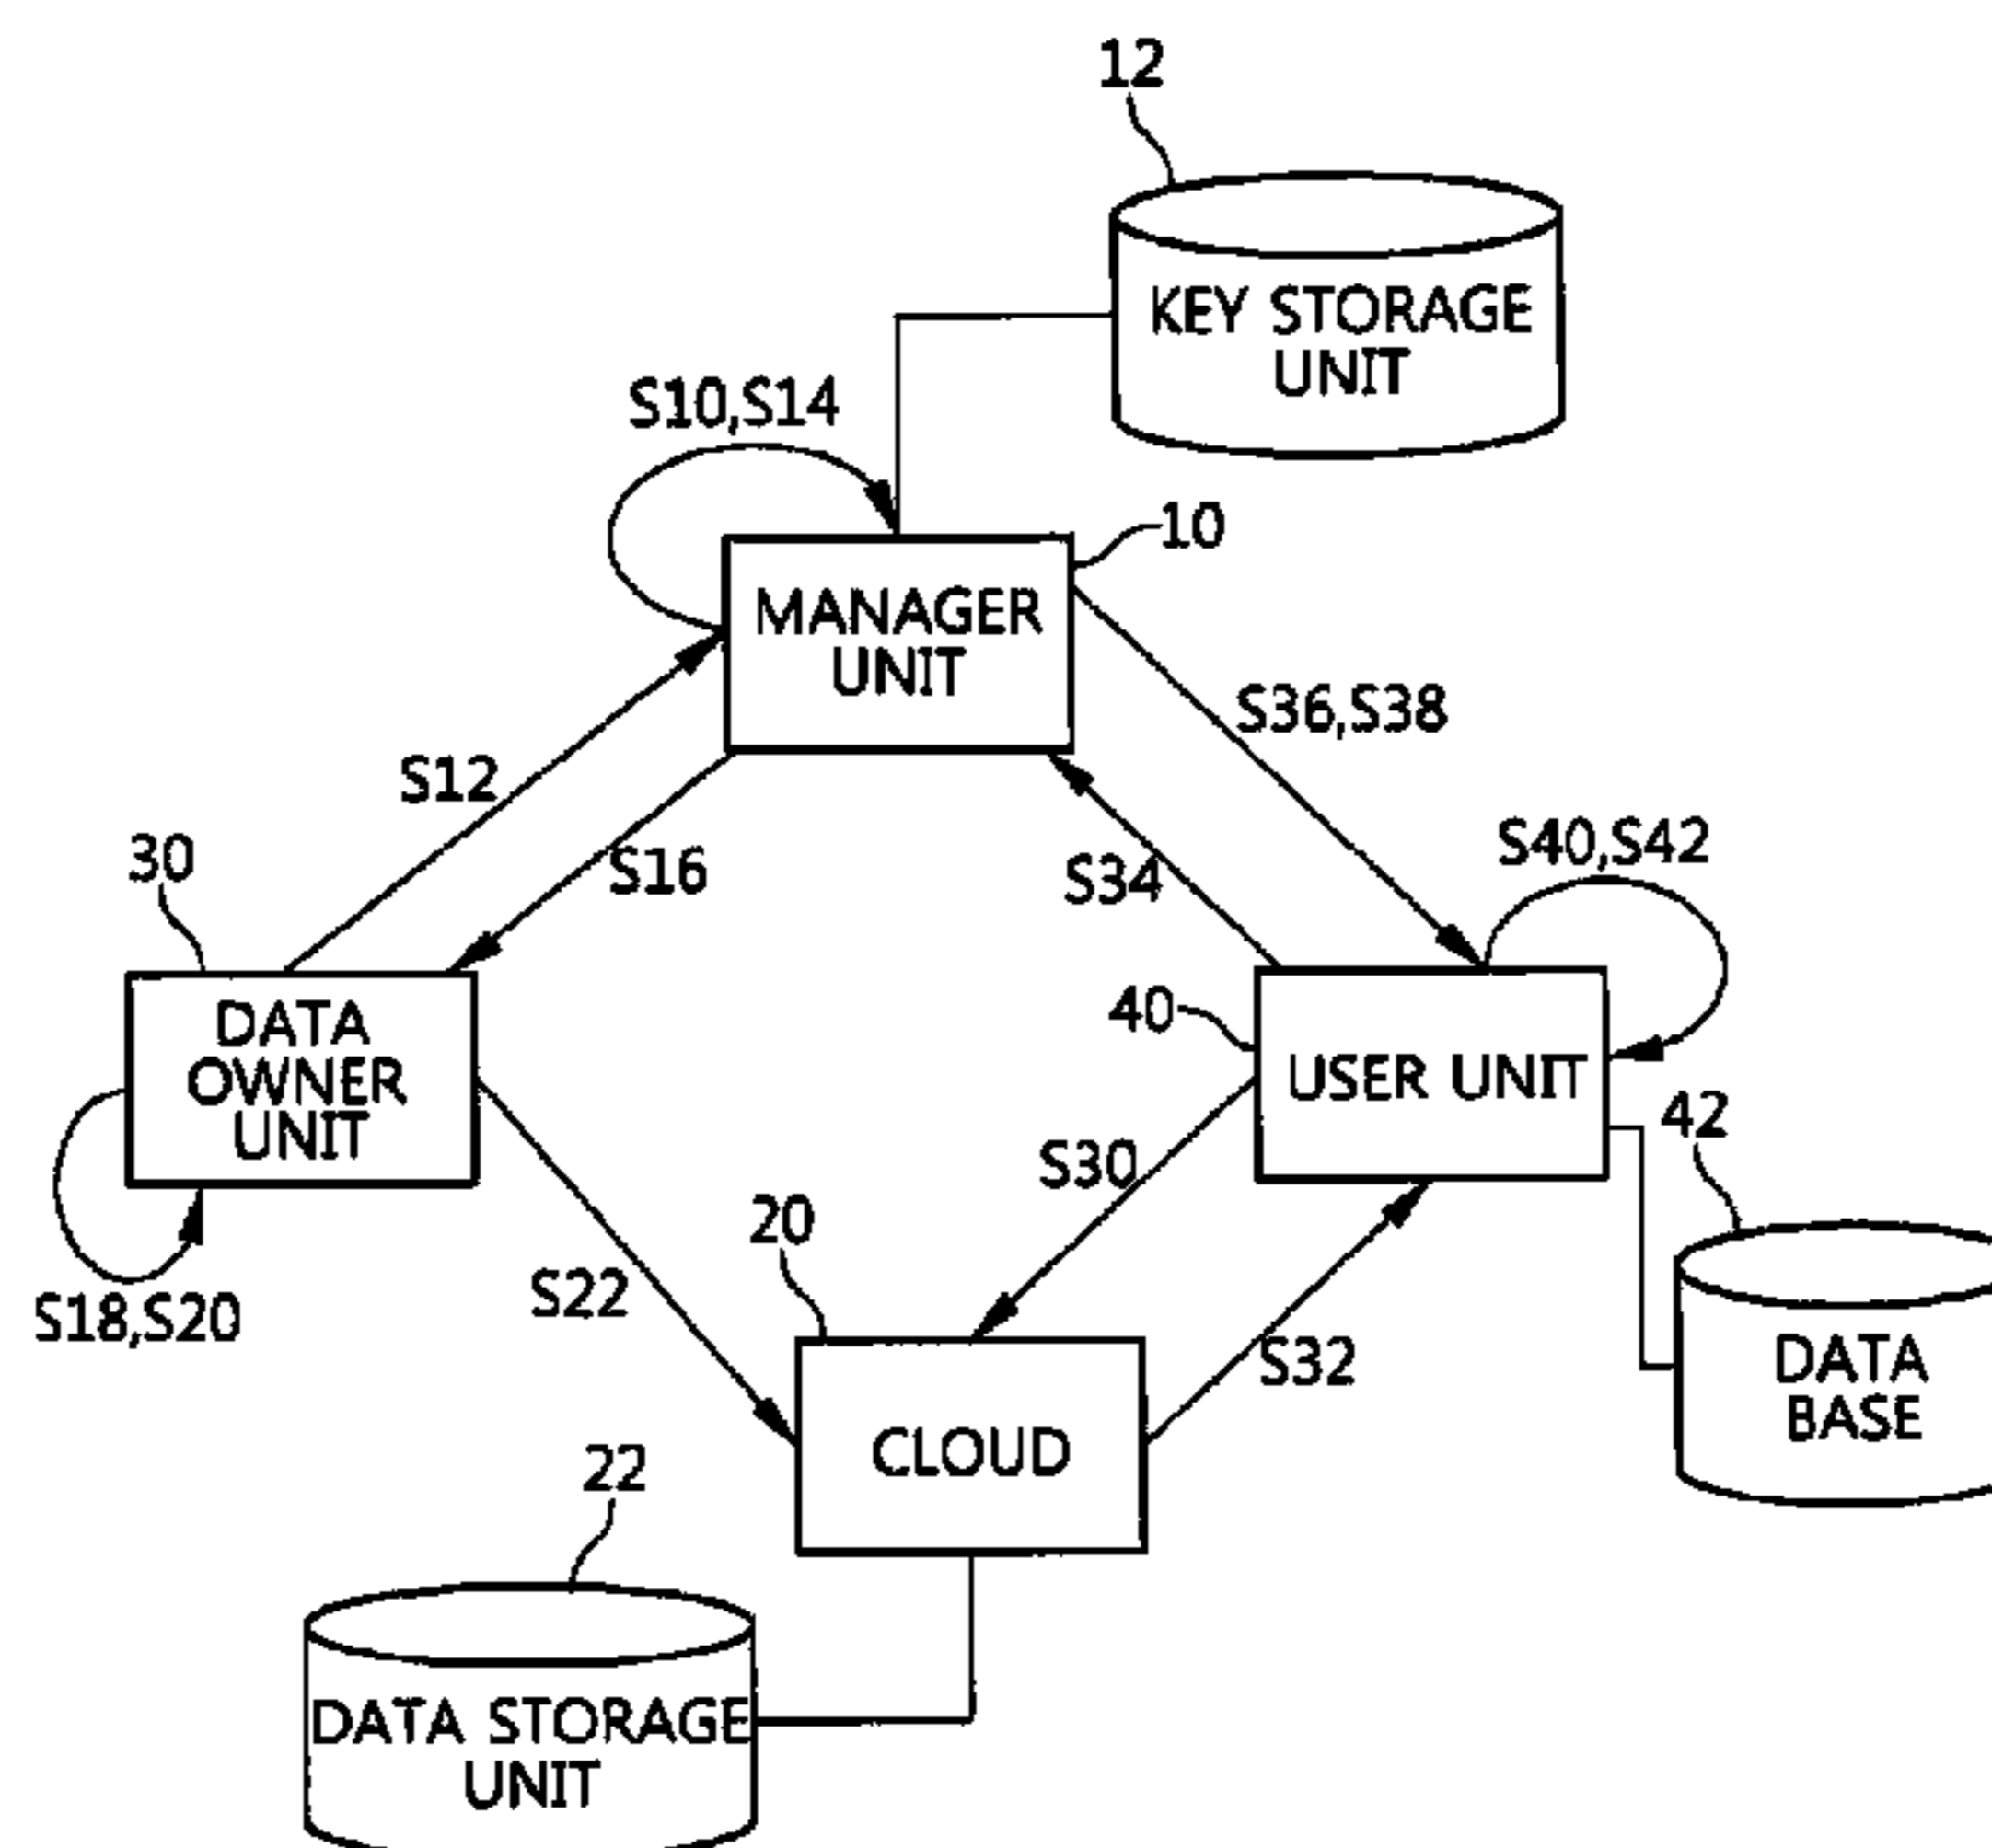 12
KEY STORAGE
UNIT
S10,S14
10
MANAGER
UNIT
S36,S38
S12
S16
S34
S40,S42
30
DATA
OWNER
UNIT
40
USER UNIT
42
S30
S18,S20
S22
20
S32
DATA
BASE
CLOUD
22
DATA STORAGE
UNIT